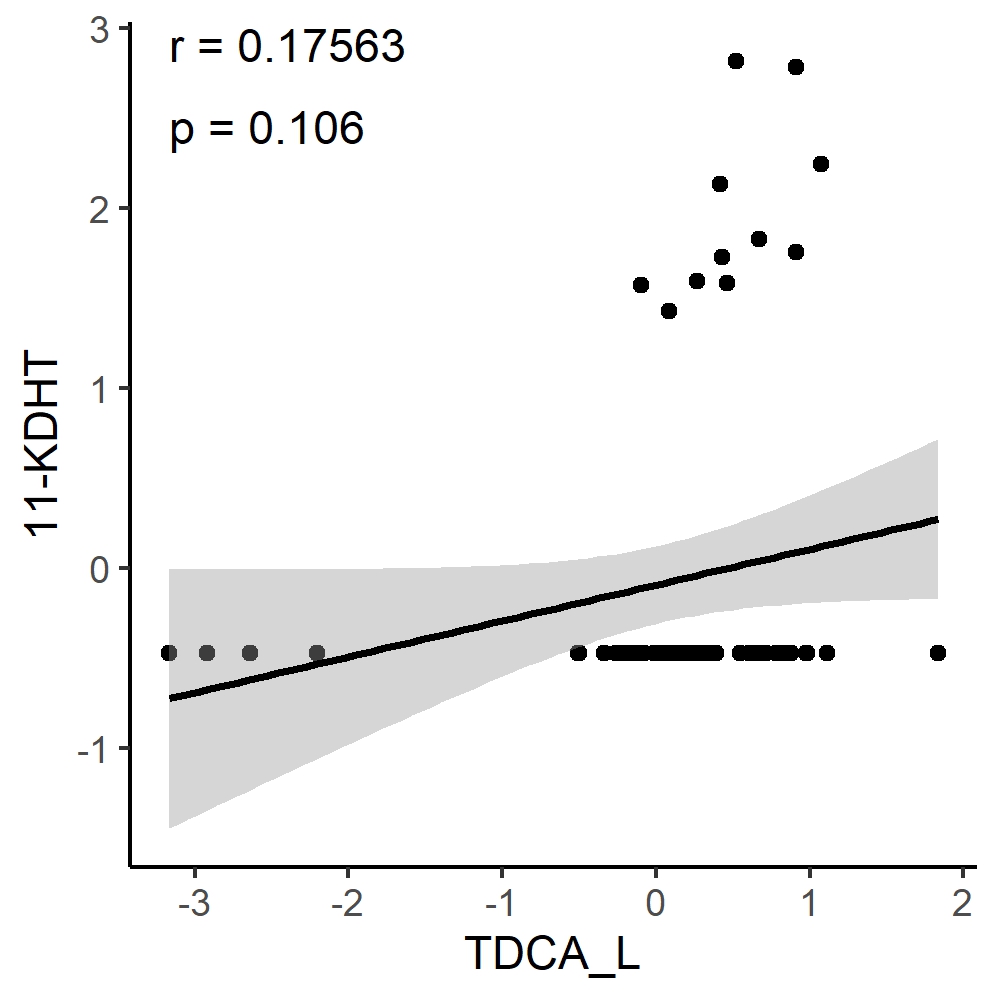 r = 0.17563
p = 0.106
3
2
1
0
-1
11-KDHT
-3
-2
-1
0
1
2
TDCA_L